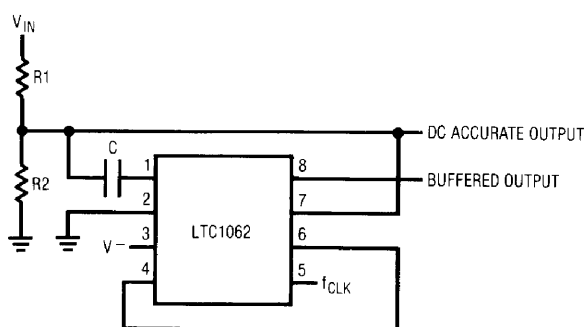 VIN
R1
DC ACCURATE OUTPUT
C
1
8
BUFFERED OUTPUT
R2
2
7
LTC1062
3
6
V−
4
5
fCLK